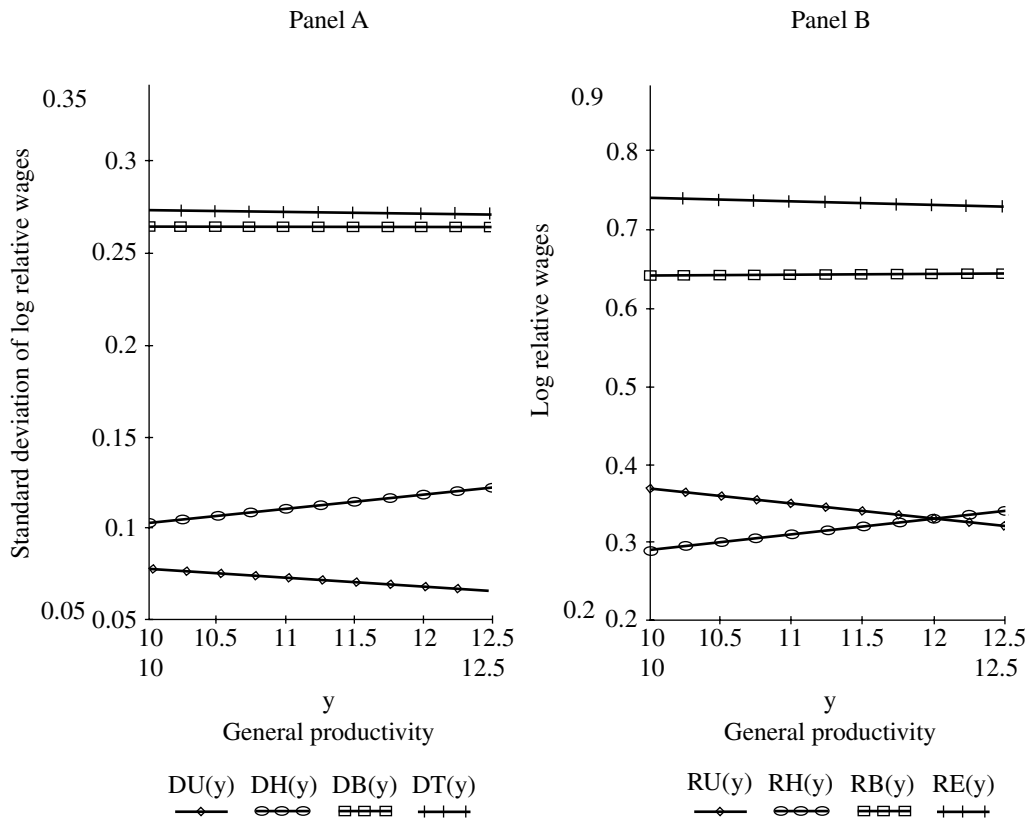 Panel A
0.35
0.3
0.25
0.2
0.15
0.1
0.05
0.05
Standard deviation of log relative wages
10 10.5 11 11.5 12 12.5
10 12.5
y
General productivity
DU(y) DH(y) DB(y) DT(y)
Panel B
0.9
0.8
0.7
0.6
0.5
0.4
0.3
0.2
0.2
Log relative wages
10 10.5 11 11.5 12 12.5
10 12.5
y
General productivity
RU(y) RH(y) RB(y) RE(y)